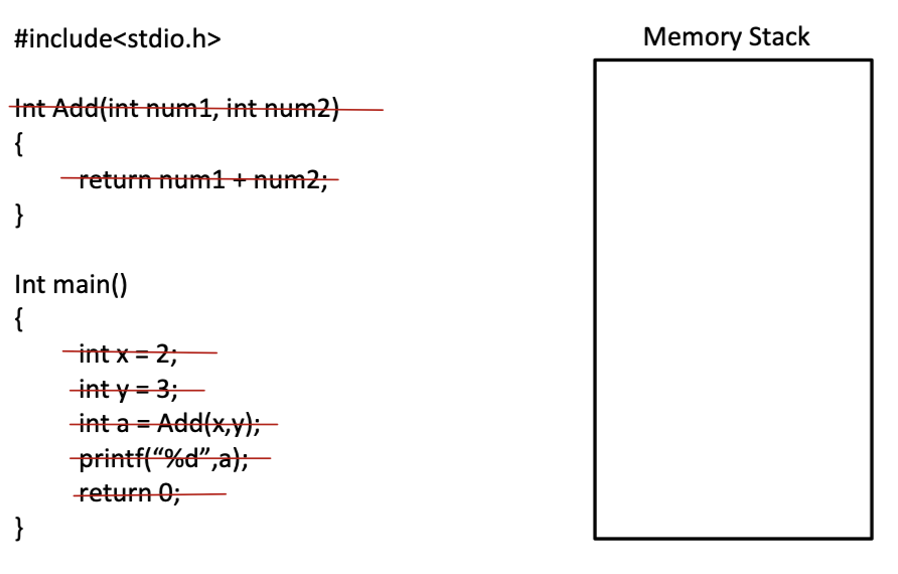 #include<stdio.h>
Memory Stack
Int Add(int num1, int num2)
{
return num1 + num2;
}
Int main()
{
int x = 2;
int y = 3;
int a = Add(x,y);
printf(“%d”,a);
return 0;
}